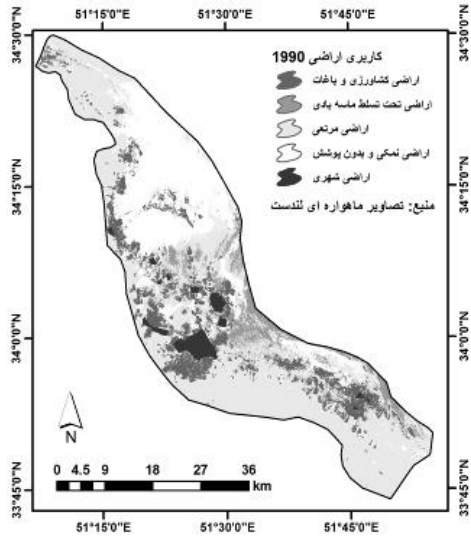 51°15'0"E 51°30'0"E 51°45'0"E
34°30'0"N
34°30'0"N
کاربری اراضی 1990
اراضی کشاورزی و باغات
اراضی تحت تسلط ماسه بادی
اراضی مرتعی
اراضی نمکی و بدون پوشش
اراضی شهری
منبع: تصاویر ماهواره ای لندست
34°15'0"N
34°15'0"N
34°0'0"N
34°0'0"N
N
0 4.5 9 18 27 36
km
33°45'0"N
33°45'0"N
51°15'0"E 51°30'0"E 51°45'0"E